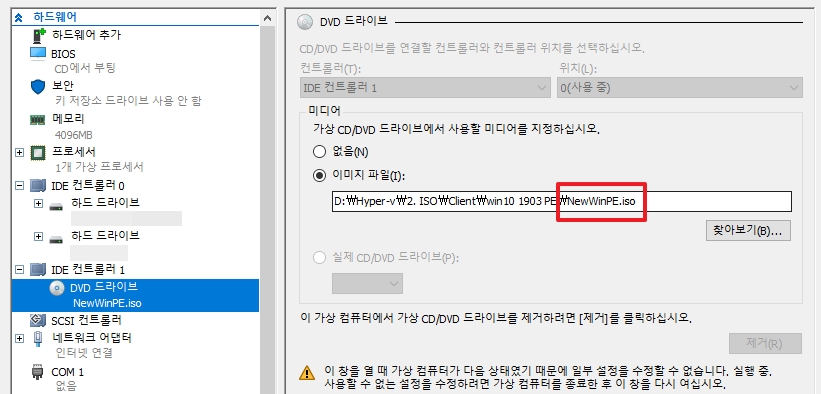 하드웨어
하드웨어 추가
BIOS
CD에서 부팅
보안
키 저장소 드라이브 사용 안 함
메모리
4096MB
프로세서
1개 가상 프로세서
IDE 컨트롤러 0
하드 드라이브
하드 드라이브
IDE 컨트롤러 1
DVD 드라이브
NewWinPE.iso
SCSI 컨트롤러
네트워크 어댑터
인터넷 연결
COM 1
없음
DVD 드라이브
CD/DVD 드라이브를 연결할 컨트롤러와 컨트롤러 위치를 선택하십시오.
컨트롤러(T): 위치(L):
IDE 컨트롤러 1 0(사용 중)
미디어
가상 CD/DVD 드라이브에서 사용할 미디어를 지정하십시오.
없음(N)
이미지 파일(I):
D:₩Hyper-v₩2. ISO₩Client₩win10 1903 PE₩NewWinPE.iso
찾아보기(B)...
실제 CD/DVD 드라이브(P):
이 가상 컴퓨터에서 가상 CD/DVD 드라이브를 제거하려면 [제거]를 클릭하십시오.
제거(R)
이 창을 열 때 가상 컴퓨터가 다음 상태였기 때문에 일부 설정을 수정할 수 없습니다. 실행 중.
사용할 수 없는 설정을 수정하려면 가상 컴퓨터를 종료한 후 이 창을 다시 여십시오.